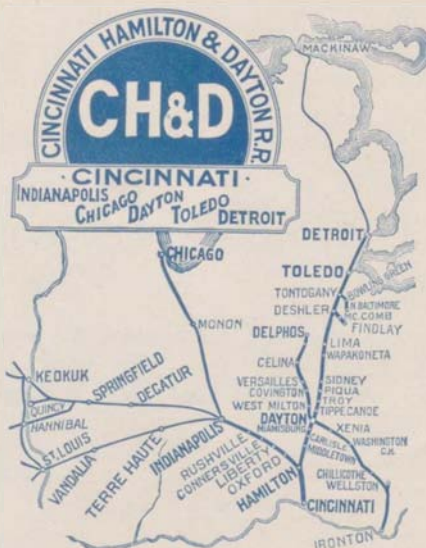 CINCINNATI HAMILTON & DAYTON R.R.
CH&D
· CINCINNATI ·
INDIANAPOLIS
CHICAGO
DAYTON
TOLEDO
DETROIT
MACKINAW
DETROIT
TOLEDO
BOWLING GREEN
TONTOGANY
N. BALTIMORE
DESHLER
MC.COMB
FINDLAY
CHICAGO
MONON
DELPHOS
LIMA
WAPAKONETA
CELINA
VERSAILLES
COVINGTON
WEST MILTON
SIDNEY
PIQUA
TROY
TIPPECANOE
DAYTON
MIAMISBURG
XENIA
CARLISLE
WASHINGTON C.H.
MIDDLETOWN
KEOKUK
SPRINGFIELD
DECATUR
QUINCY
HANNIBAL
ST. LOUIS
VANDALIA
TERRE HAUTE
INDIANAPOLIS
RUSHVILLE
CONNERSVILLE
LIBERTY
OXFORD
HAMILTON
CHILLICOTHE
WELLSTON
CINCINNATI
IRONTON